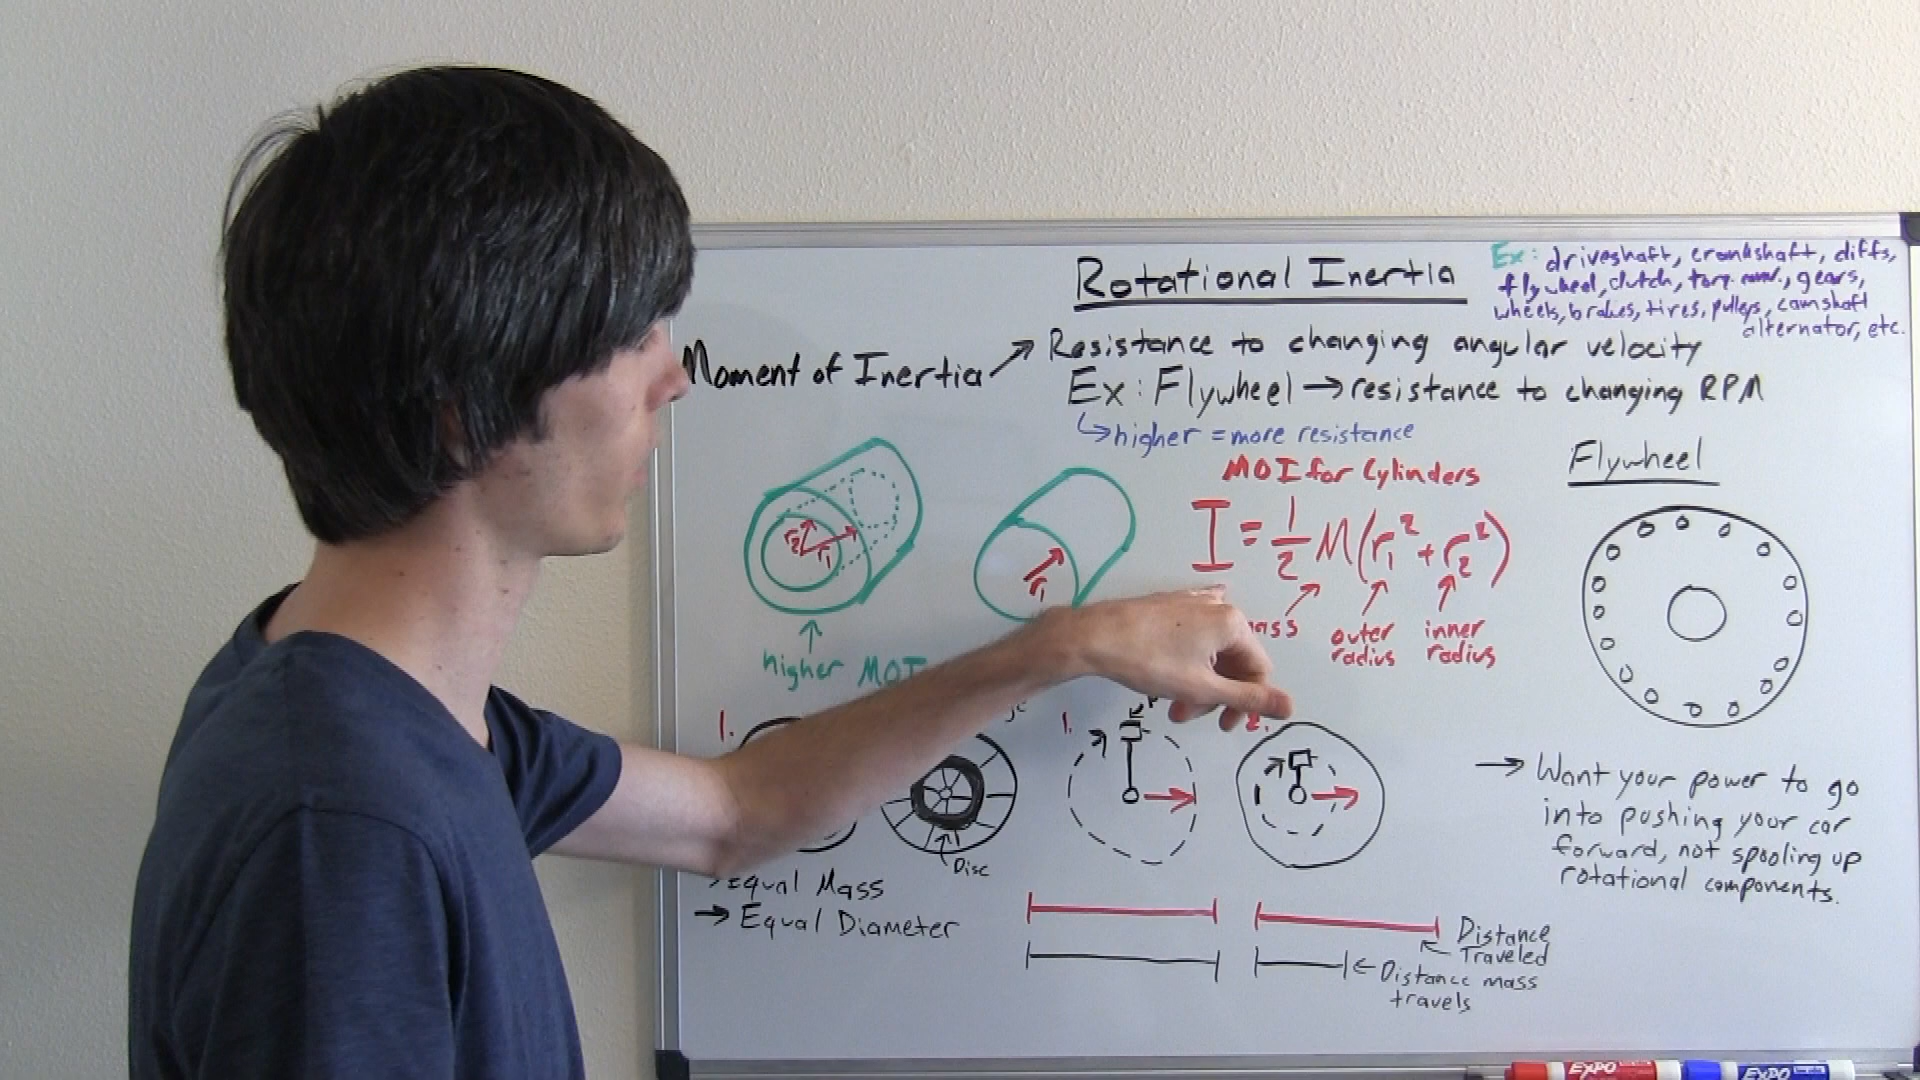 Rotational Inertia
Ex: driveshaft, crankshaft, diffs,
flywheel, clutch, torq. conv., gears,
wheels, brakes, tires, pulleys, camshaft
alternator, etc.
Moment of Inertia → Resistance to changing angular velocity
Ex: Flywheel → resistance to changing RPM
↳ higher = more resistance
MOI for Cylinders
I = 1/2 M(r₁² + r₂²)
outer radius
inner radius
r₂
r₁
r₁
higher MOI
Flywheel
1.
Disc
→ Equal Mass
→ Equal Diameter
1.
2.
→ Want your power to go
into pushing your car
forward, not spooling up
rotational components.
Distance
Traveled
← Distance mass
travels
EXPO
EXPO